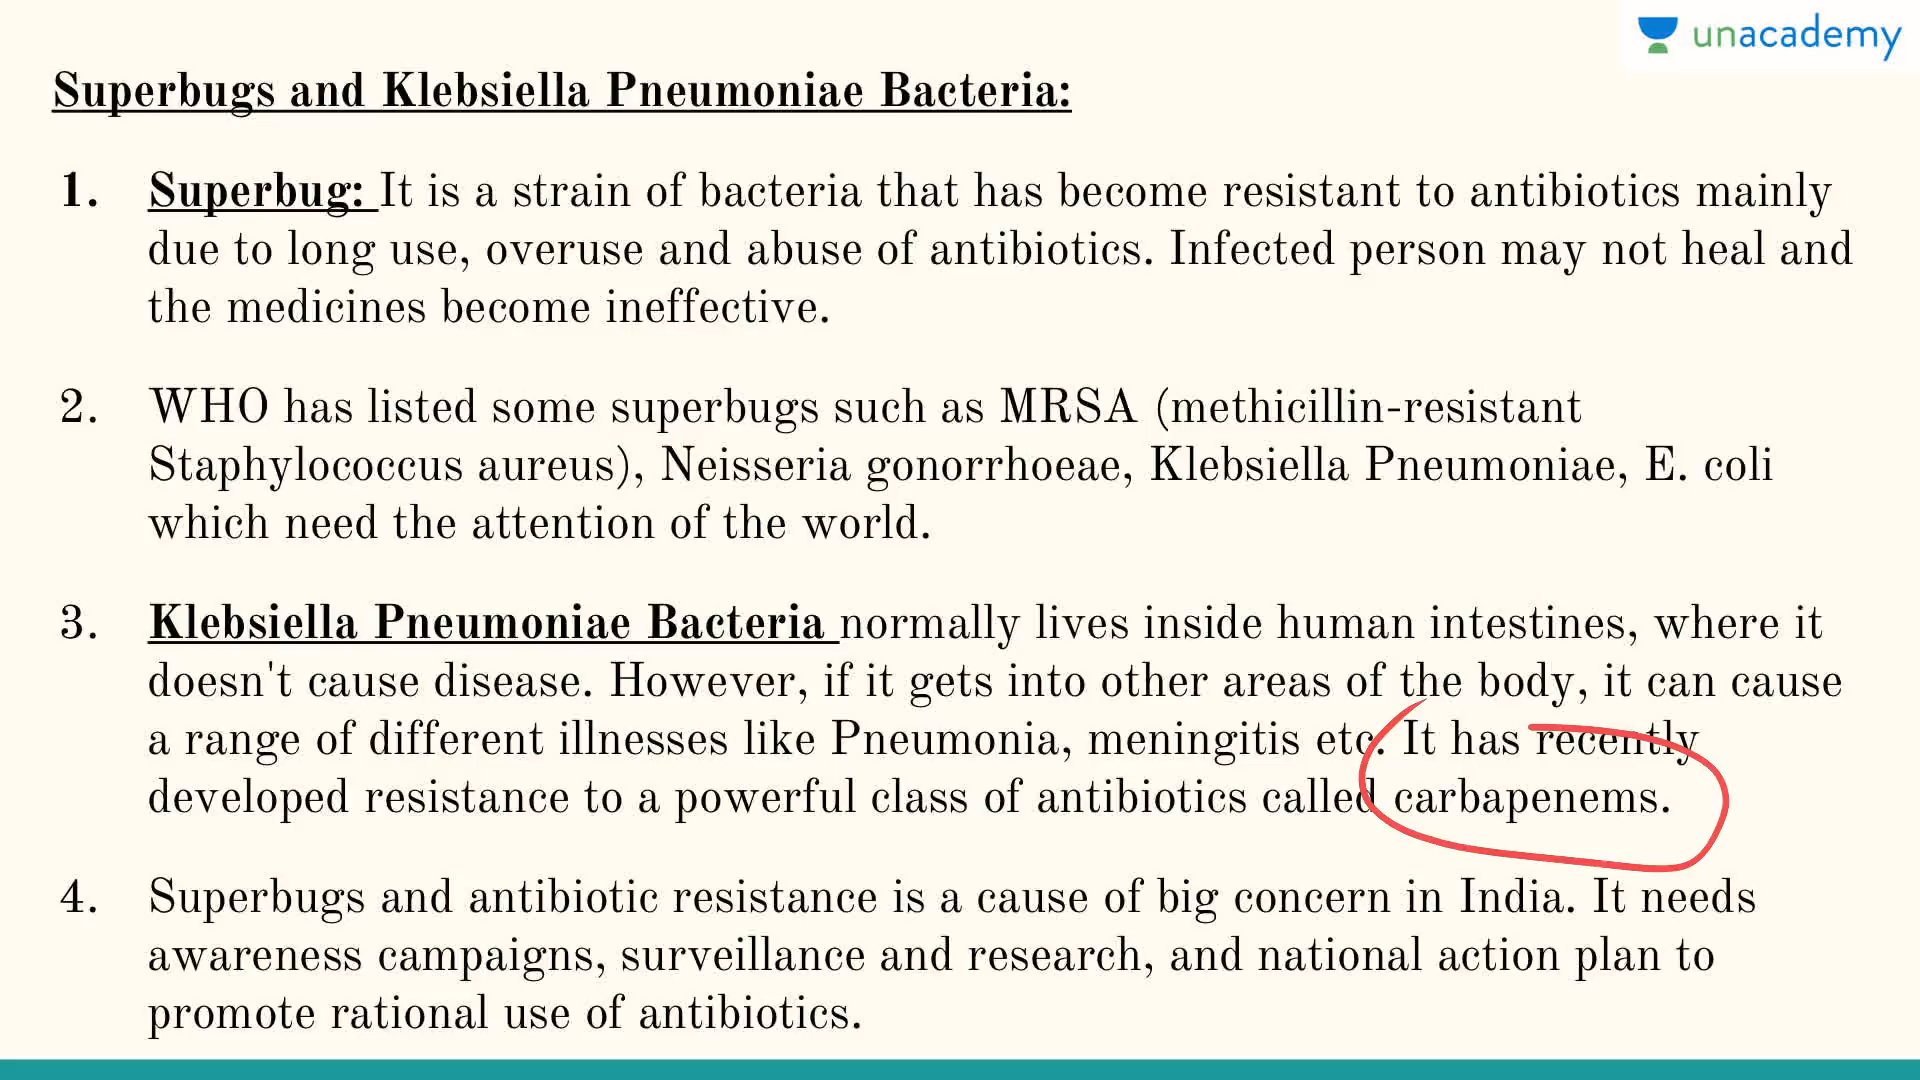 unacademy
Superbugs and Klebsiella Pneumoniae Bacteria:
1. Superbug: It is a strain of bacteria that has become resistant to antibiotics mainly
due to long use, overuse and abuse of antibiotics. Infected person may not heal and
the medicines become ineffective.
2. WHO has listed some superbugs such as MRSA (methicillin-resistant
Staphylococcus aureus), Neisseria gonorrhoeae, Klebsiella Pneumoniae, E. coli
which need the attention of the world.
3. Klebsiella Pneumoniae Bacteria normally lives inside human intestines, where it
doesn't cause disease. However, if it gets into other areas of the body, it can cause
a range of different illnesses like Pneumonia, meningitis etc. It has recently
developed resistance to a powerful class of antibiotics called carbapenems.
4. Superbugs and antibiotic resistance is a cause of big concern in India. It needs
awareness campaigns, surveillance and research, and national action plan to
promote rational use of antibiotics.